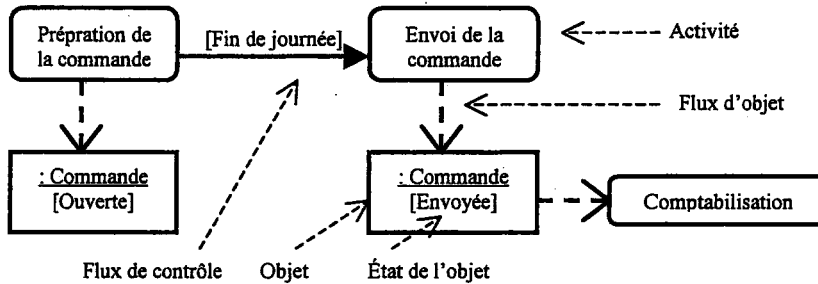 Prépration de
la commande
[Fin de journée]
Envoi de la
commande
Activité
Flux d'objet
: Commande
[Ouverte]
: Commande
[Envoyée]
Comptabilisation
Flux de contrôle
Objet
État de l'objet